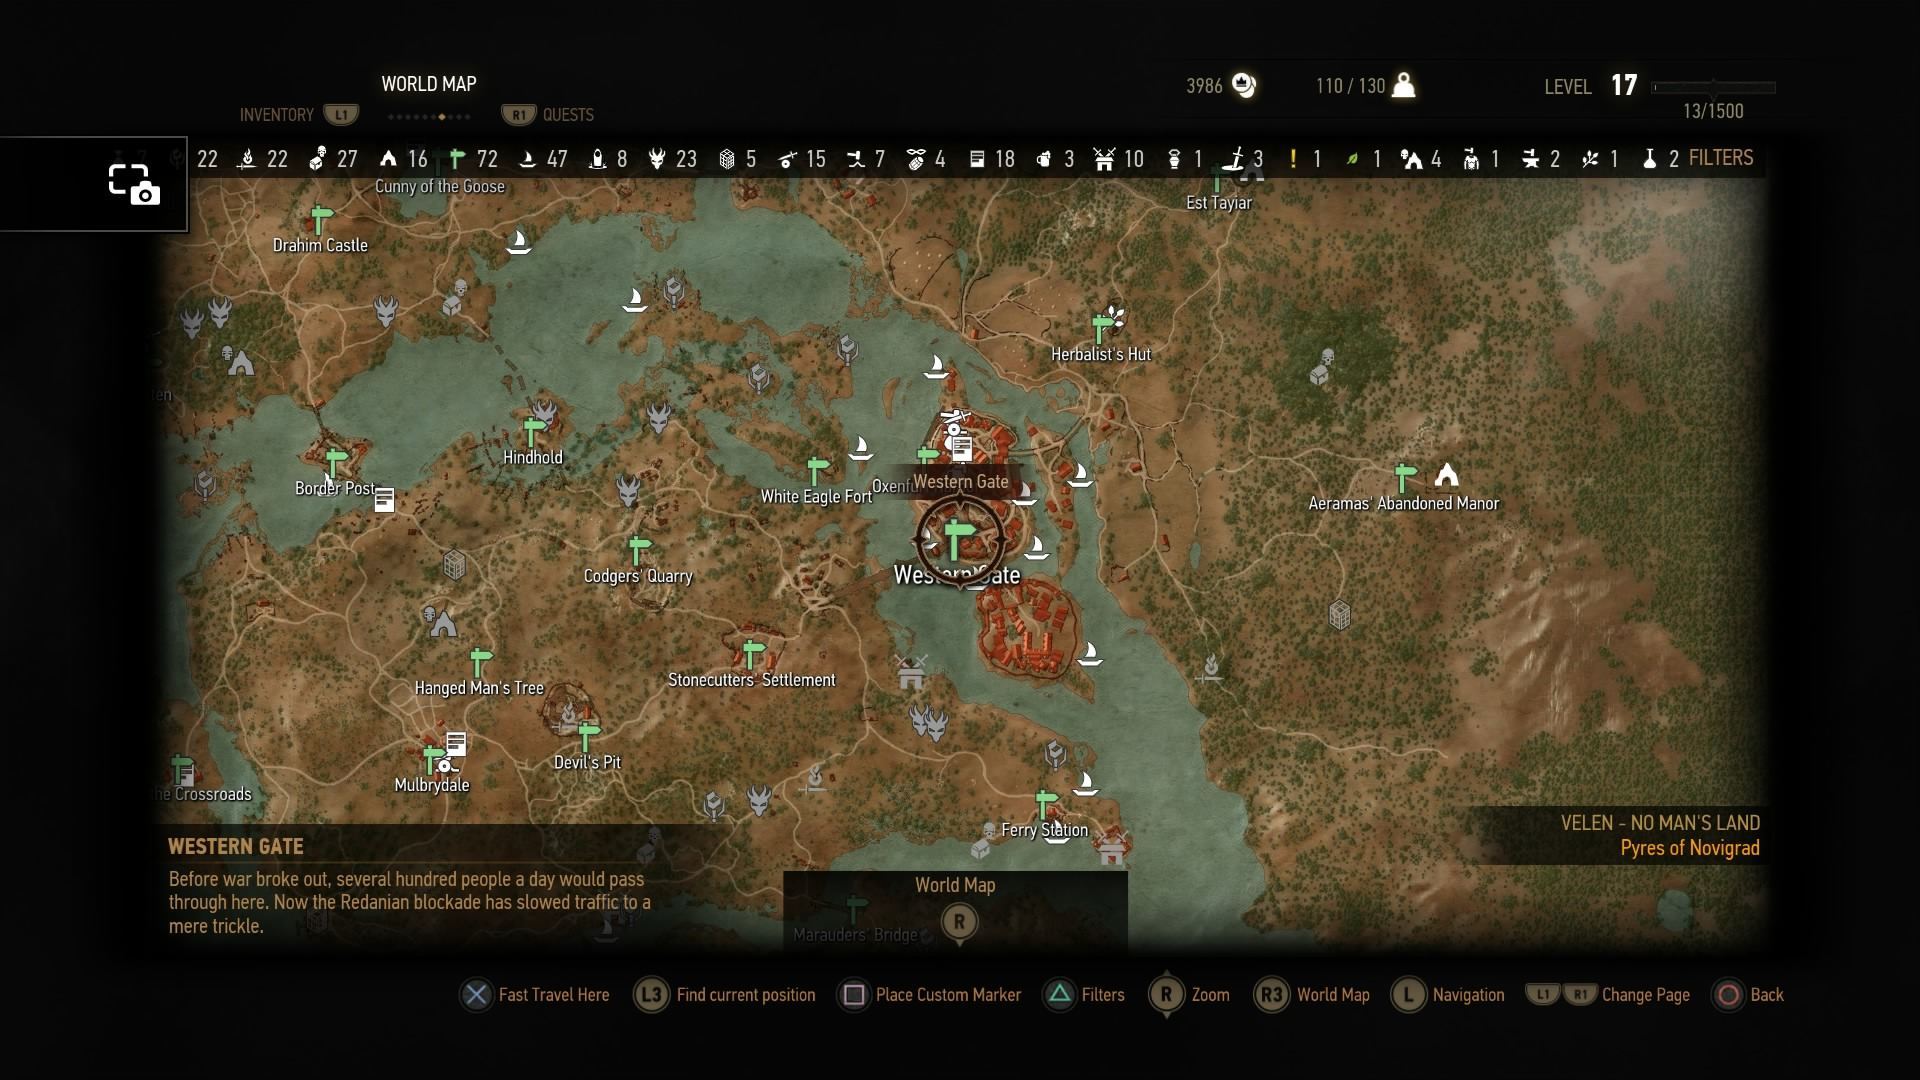 WORLD MAP
INVENTORY L1
R1 QUESTS
3986
110 / 130
LEVEL 17
13/1500
22 22 27 16 72 47 8 23 5 15 7 4 18 3 10 1 3 1 1 4 1 2 1 2 FILTERS
Cunny of the Goose
Est Tayiar
Drahim Castle
Herbalist's Hut
Hindhold
Border Post
White Eagle Fort
Western Gate
Aeramas' Abandoned Manor
Codgers' Quarry
Western Gate
Stonecutters' Settlement
Hanged Man's Tree
Devil's Pit
Mulbrydale
he Crossroads
Ferry Station
VELEN - NO MAN'S LAND
Pyres of Novigrad
WESTERN GATE
Before war broke out, several hundred people a day would pass
through here. Now the Redanian blockade has slowed traffic to a
mere trickle.
World Map
R
Marauders' Bridge
Fast Travel Here
L3 Find current position
Place Custom Marker
Filters
R Zoom
R3 World Map
L Navigation
L1 R1 Change Page
Back